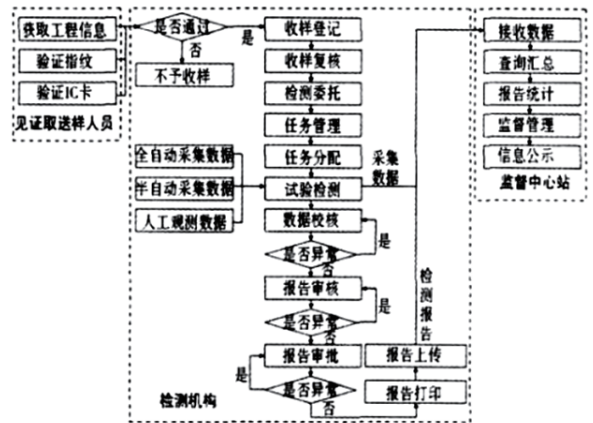 获取工程信息
验证指纹
验证IC卡
见证取送样人员
是否通过
是
否
不予收样
收样登记
收样复核
检测委托
任务管理
任务分配
全自动采集数据
半自动采集数据
人工观测数据
试验检测
采集
数据
数据校核
是否异常
是
否
报告审核
是否异常
是
否
报告审批
是否异常
是
否
报告打印
报告上传
检测报告
检测机构
接收数据
查询汇总
报告统计
监督管理
信息公示
监督中心站